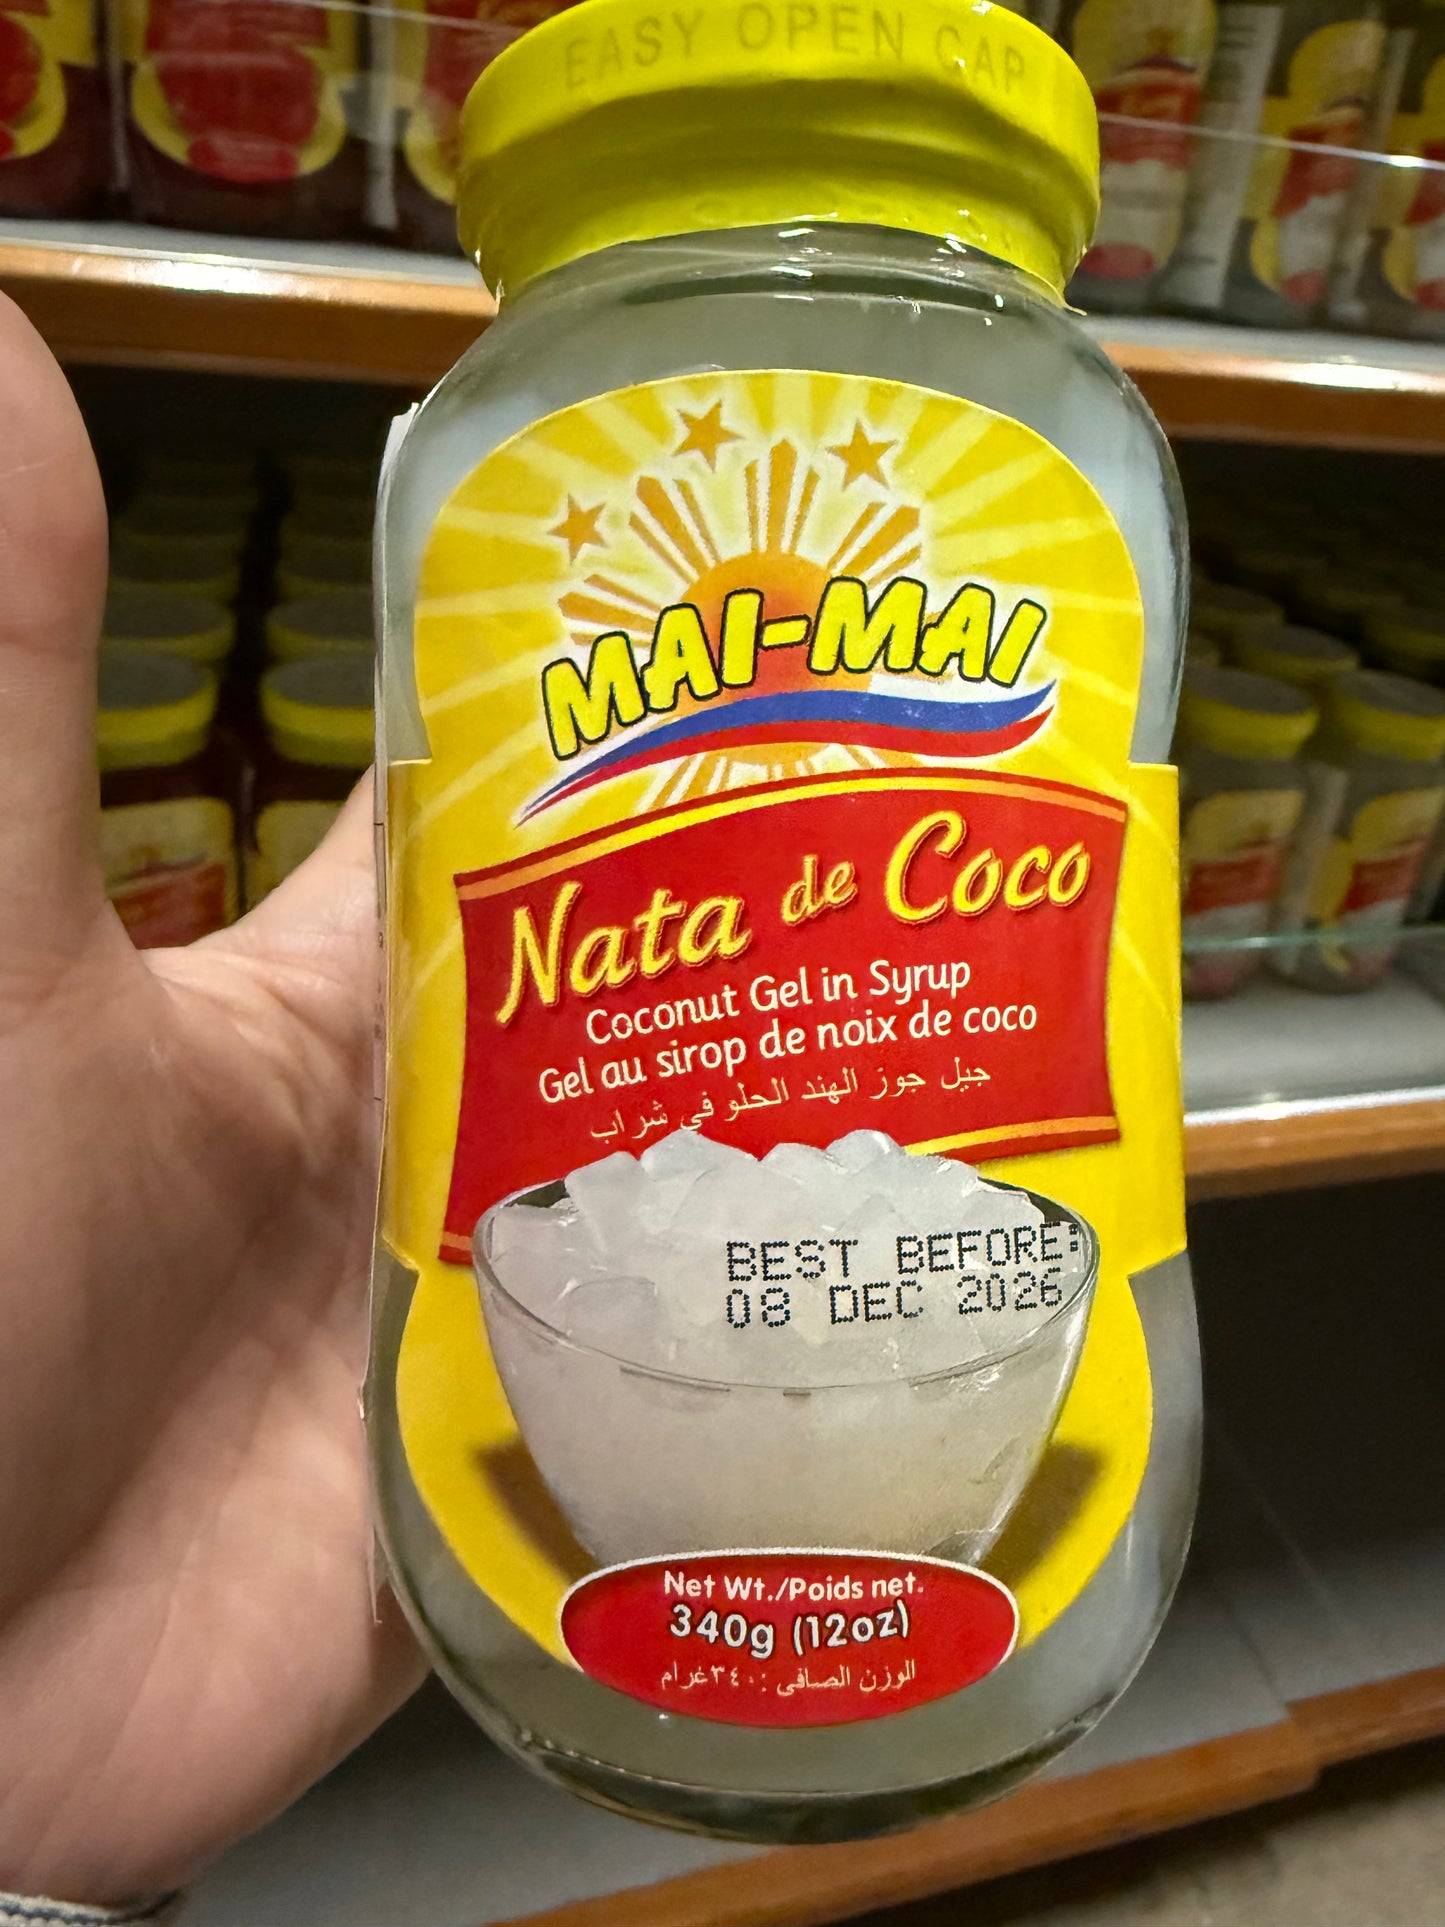 EASY OPEN CAP
MAI-MAI
Nata de Coco
Coconut Gel in Syrup
Gel au sirop de noix de coco
جيل جوز الهند الحلو في شراب
BEST BEFORE:
08 DEC 2026
Net Wt./Poids net.
340g (12oz)
الوزن الصافي : ٣٤٠غرام